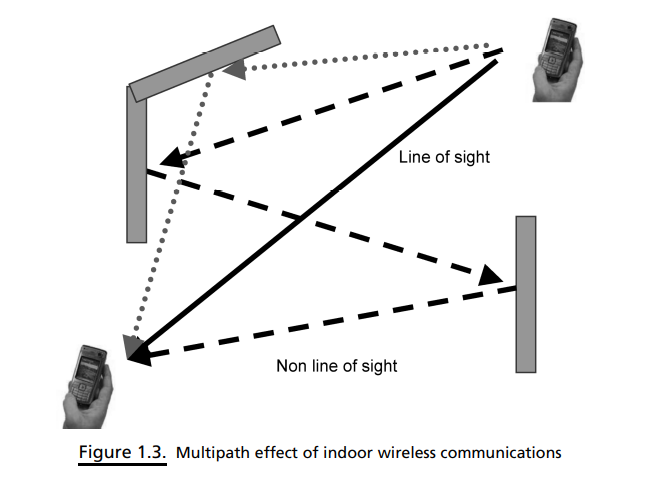 Line of sight
Non line of sight
Figure 1.3. Multipath effect of indoor wireless communications